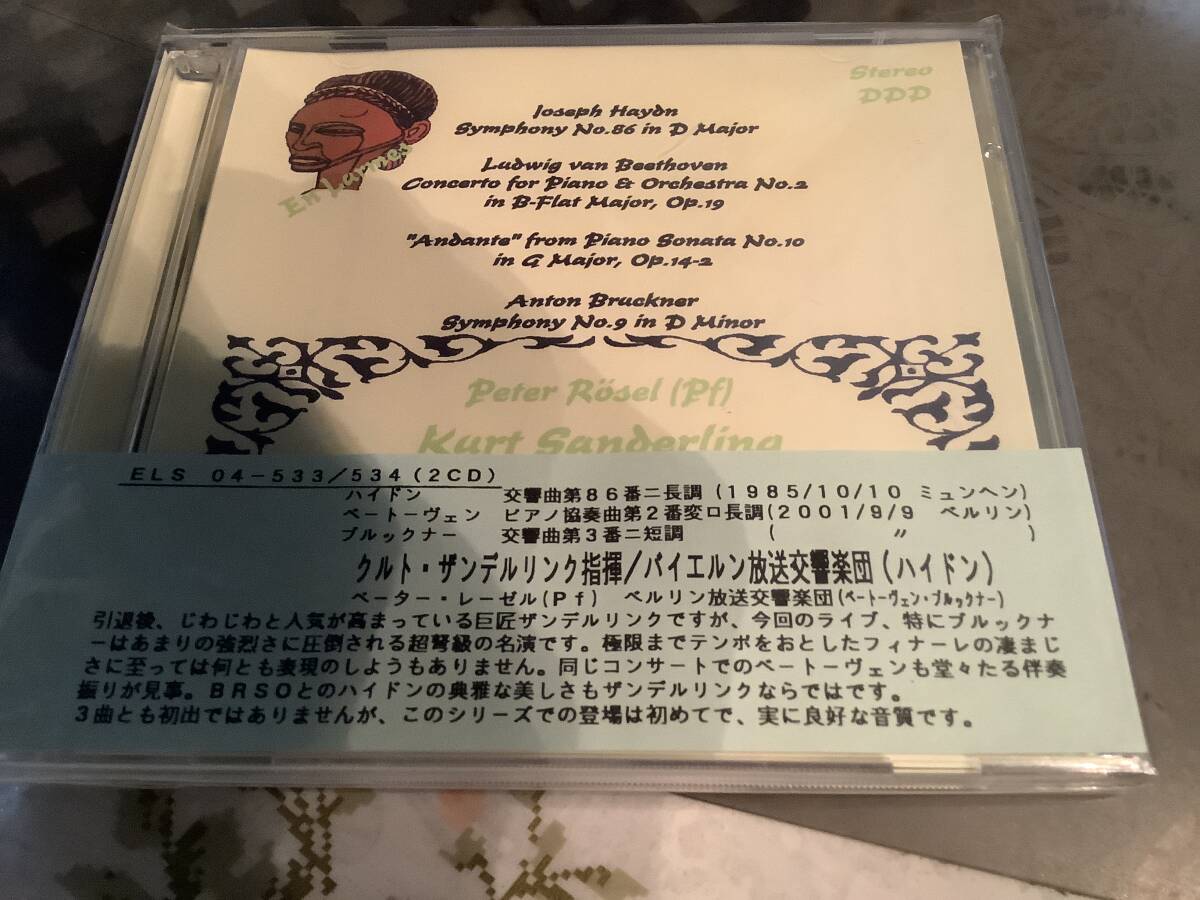 Stereo
DDD
En Larmes
Joseph Haydn
Symphony No.86 in D Major
Ludwig van Beethoven
Concerto for Piano & Orchestra No.2
in B-Flat Major, Op.19
"Andante" from Piano Sonata No.10
in G Major, Op.14-2
Anton Bruckner
Symphony No.9 in D Minor
Peter Rösel (Pf)
Kurt Sanderling
ELS 04-533/534(2CD)
ハイドン 交響曲第86番ニ長調(1985/10/10 ミュンヘン)
ベートーヴェン ピアノ協奏曲第2番変ロ長調(2001/9/9 ベルリン)
ブルックナー 交響曲第3番ニ短調 ( 〃 )
クルト・ザンデルリンク指揮/バイエルン放送交響楽団(ハイドン)
ペーター・レーゼル(Pf) ベルリン放送交響楽団(ベートーヴェン・ブルックナー)
引退後、じわじわと人気が高まっている巨匠ザンデルリンクですが、今回のライブ、特にブルックナ
ーはあまりの強烈さに圧倒される超弩級の名演です。極限までテンポをおとしたフィナーレの凄まじ
さに至っては何とも表現のしようもありません。同じコンサートでのベートーヴェンも堂々たる伴奏
振りが見事。BRSOとのハイドンの典雅な美しさもザンデルリンクならではです。
3曲とも初出ではありませんが、このシリーズでの登場は初めてで、実に良好な音質です。